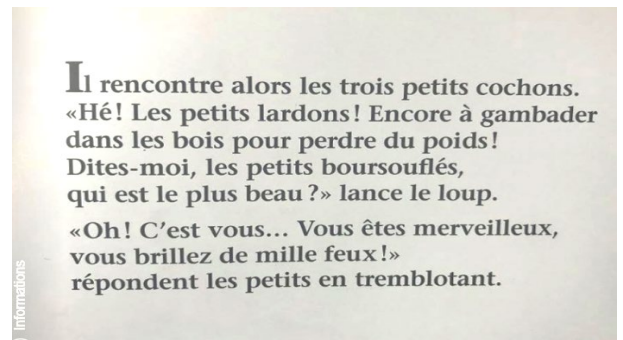 Il rencontre alors les trois petits cochons.
«Hé! Les petits lardons! Encore à gambader
dans les bois pour perdre du poids!
Dites-moi, les petits boursouflés,
qui est le plus beau?» lance le loup.
«Oh! C’est vous... Vous êtes merveilleux,
vous brillez de mille feux!»
répondent les petits en tremblotant.
Informations